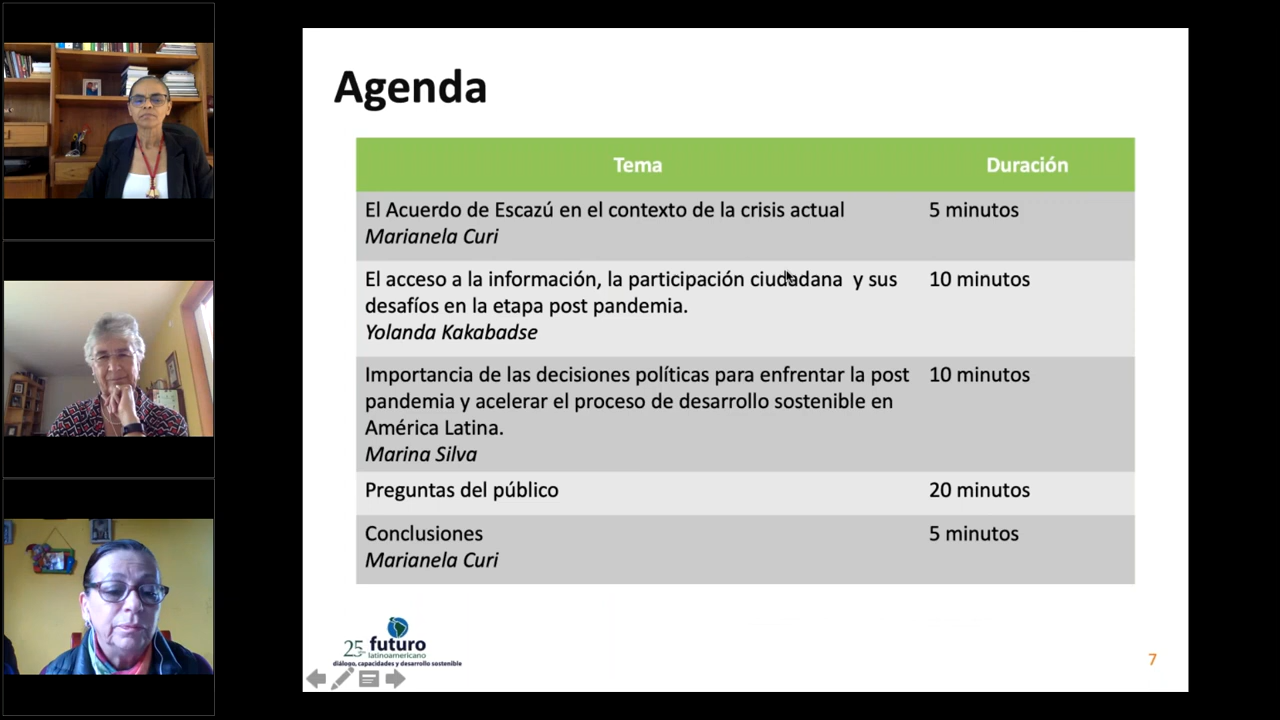 Agenda
Tema Duración
El Acuerdo de Escazú en el contexto de la crisis actual 5 minutos
Marianela Curi
El acceso a la información, la participación ciudadana y sus 10 minutos
desafíos en la etapa post pandemia.
Yolanda Kakabadse
Importancia de las decisiones políticas para enfrentar la post 10 minutos
pandemia y acelerar el proceso de desarrollo sostenible en
América Latina.
Marina Silva
Preguntas del público 20 minutos
Conclusiones 5 minutos
Marianela Curi
25 futuro
latinoamericano
diálogo, capacidades y desarrollo sostenible
7